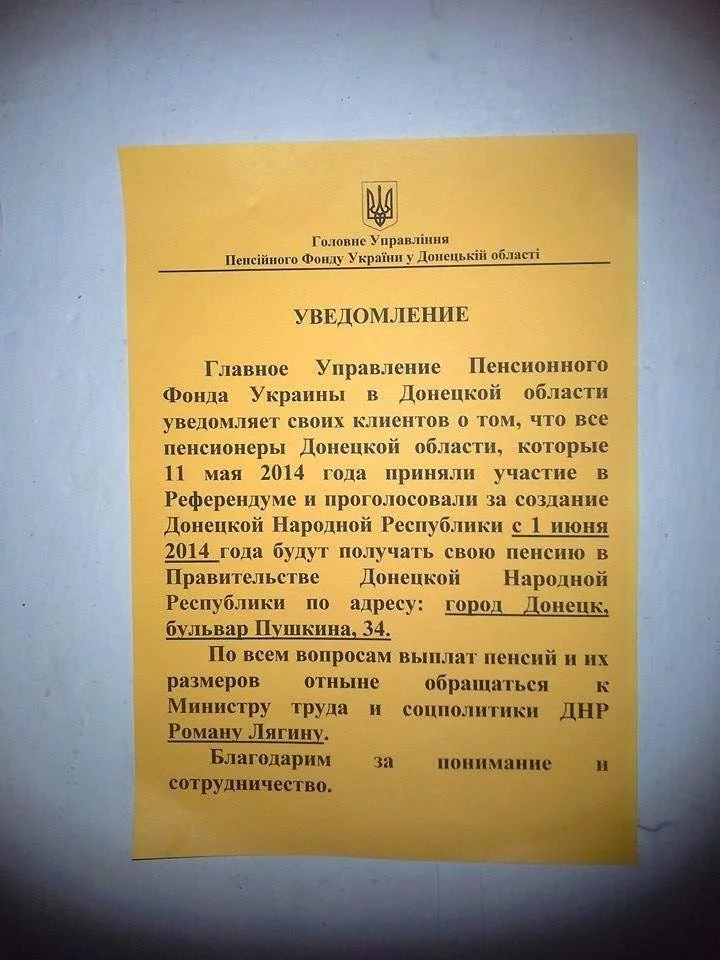 Головне Управління
Пенсійного Фонду України у Донецькій області
УВЕДОМЛЕНИЕ
Главное Управление Пенсионного
Фонда Украины в Донецкой области
уведомляет своих клиентов о том, что все
пенсионеры Донецкой области, которые
11 мая 2014 года приняли участие в
Референдуме и проголосовали за создание
Донецкой Народной Республики с 1 июня
2014 года будут получать свою пенсию в
Правительстве Донецкой Народной
Республики по адресу: город Донецк,
бульвар Пушкина, 34.
По всем вопросам выплат пенсий и их
размеров отныне обращаться к
Министру труда и соцполитики ДНР
Роману Лягину.
Благодарим за понимание и
сотрудничество.